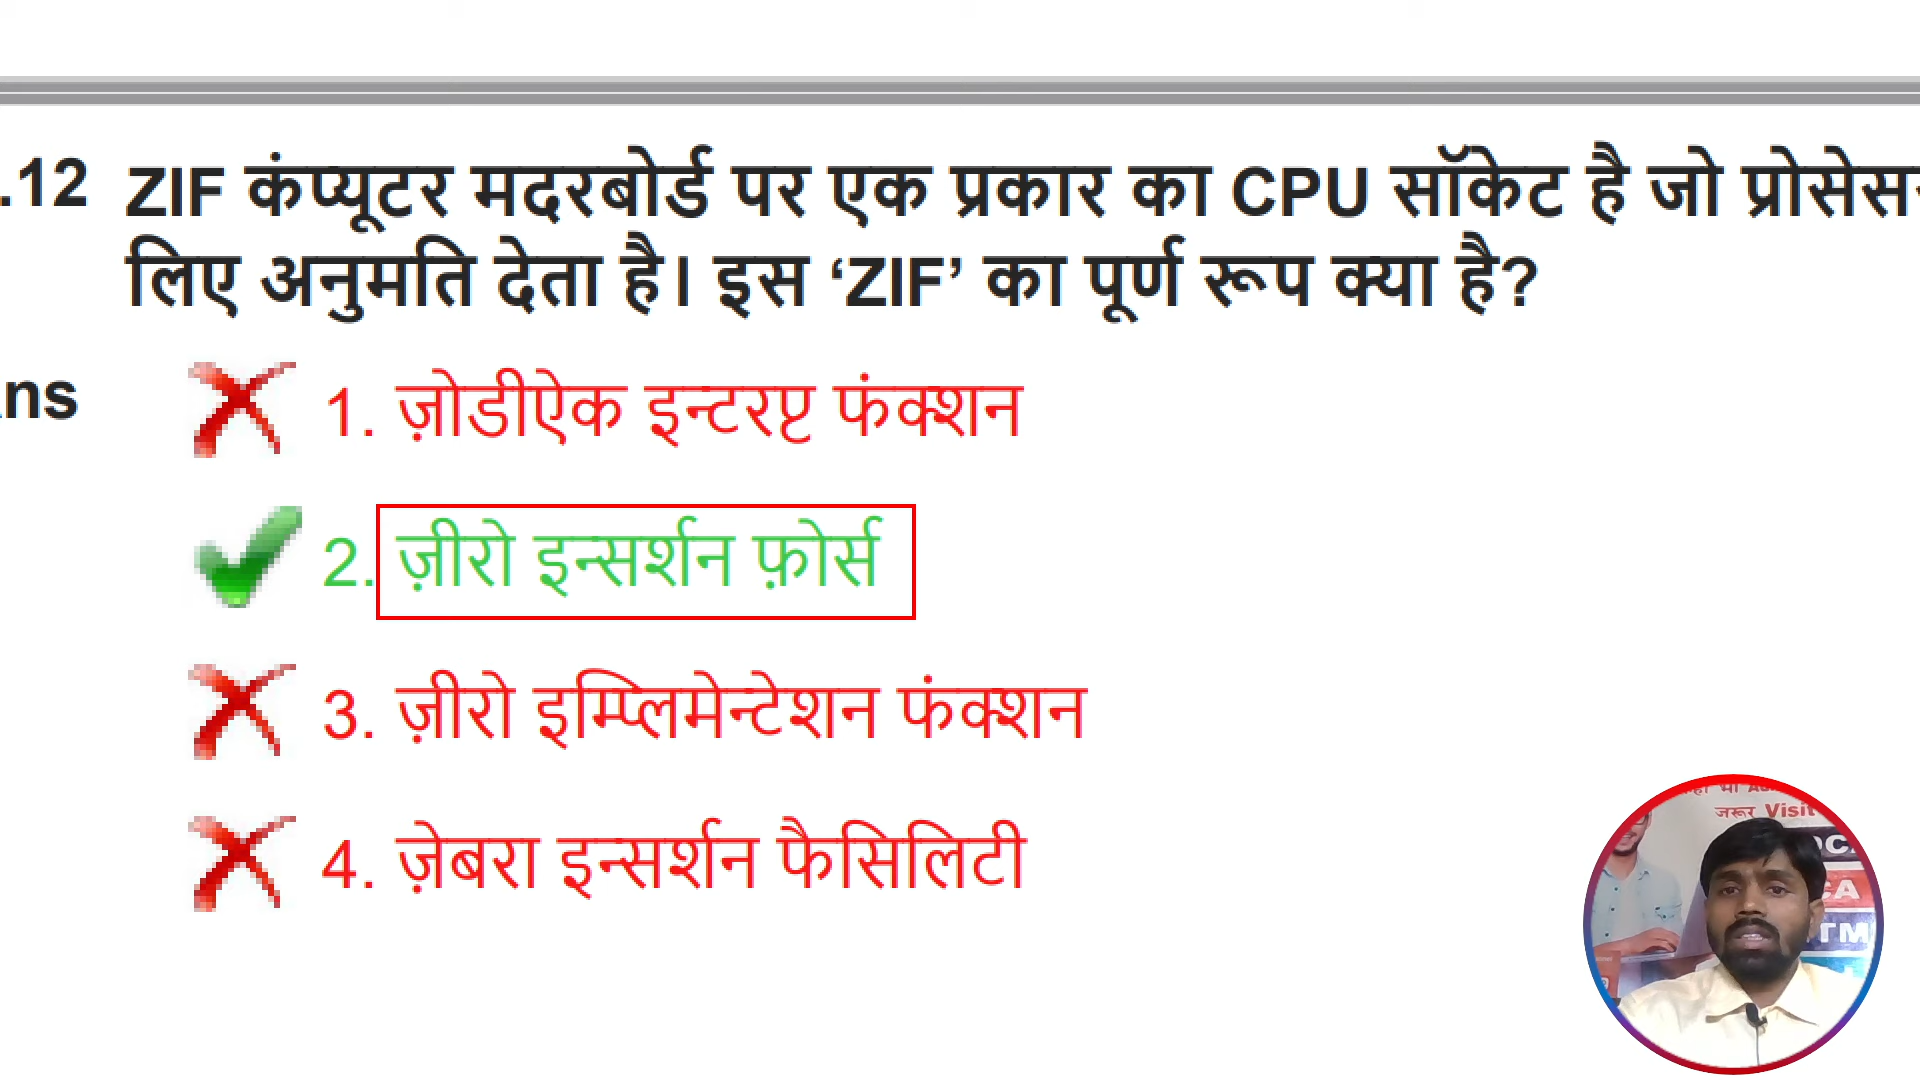 .12 ZIF कंप्यूटर मदरबोर्ड पर एक प्रकार का CPU सॉकेट है जो
लिए अनुमति देता है। इस ‘ZIF’ का पूर्ण रूप क्या है?
ns
1. ज़ोडीऐक इन्टरप्ट फंक्शन
2. ज़ीरो इन्सर्शन फ़ोर्स
3. ज़ीरो इम्प्लिमेन्टेशन फंक्शन
4. ज़ेबरा इन्सर्शन फैसिलिटी
जरूर Visit
CA